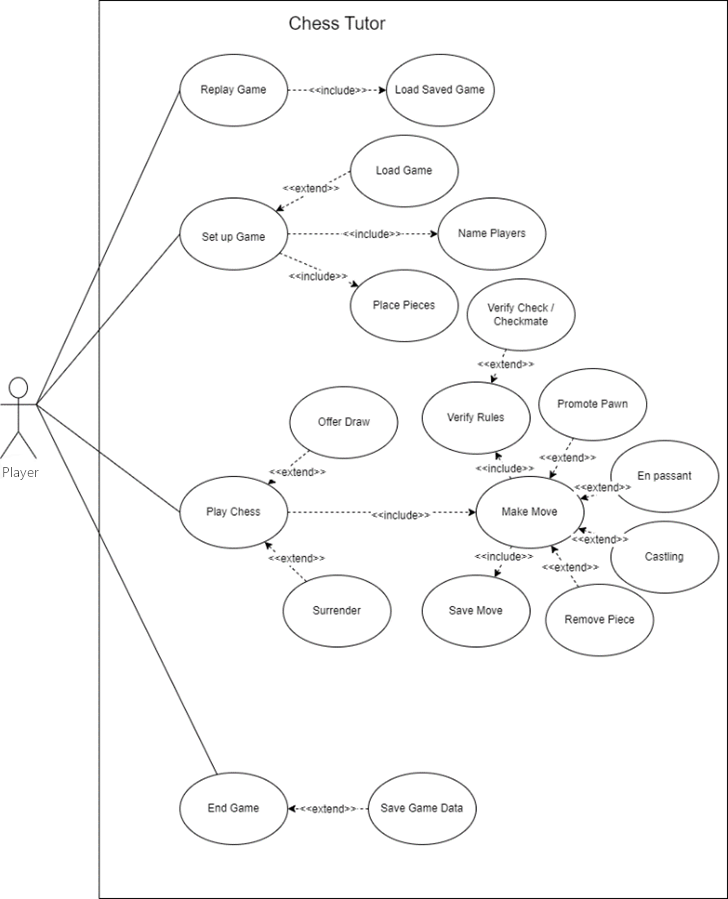 Chess Tutor
Replay Game
<<include>>
Load Saved Game
Load Game
<<extend>>
Set up Game
<<include>>
Name Players
<<include>>
Place Pieces
Verify Check /
Checkmate
<<extend>>
Player
Offer Draw
<<extend>>
Verify Rules
Promote Pawn
<<include>>
<<extend>>
En passant
<<extend>>
Play Chess
<<include>>
Make Move
<<extend>>
Castling
<<extend>>
<<include>>
<<extend>>
Surrender
Save Move
Remove Piece
End Game
<<extend>>
Save Game Data